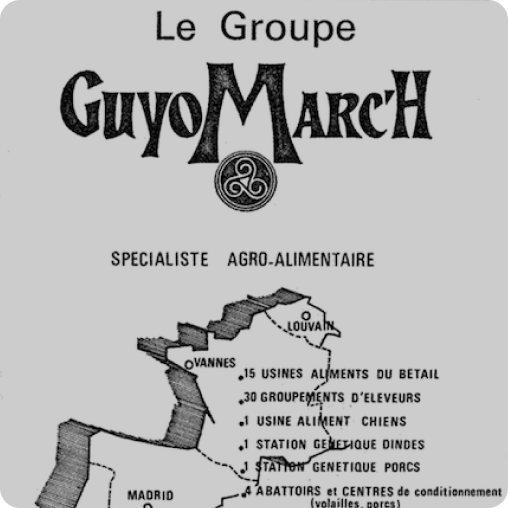 Le Groupe
GUYOMARC'H
SPECIALISTE AGRO-ALIMENTAIRE
LOUVAIN
VANNES
15 USINES ALIMENTS DU BETAIL
30 GROUPEMENTS D'ELEVEURS
1 USINE ALIMENT CHIENS
1 STATION GENETIQUE DINDES
1 STATION GENETIQUE PORCS
MADRID
4 ABATTOIRS et CENTRES de conditionnement
(volailles, porcs)